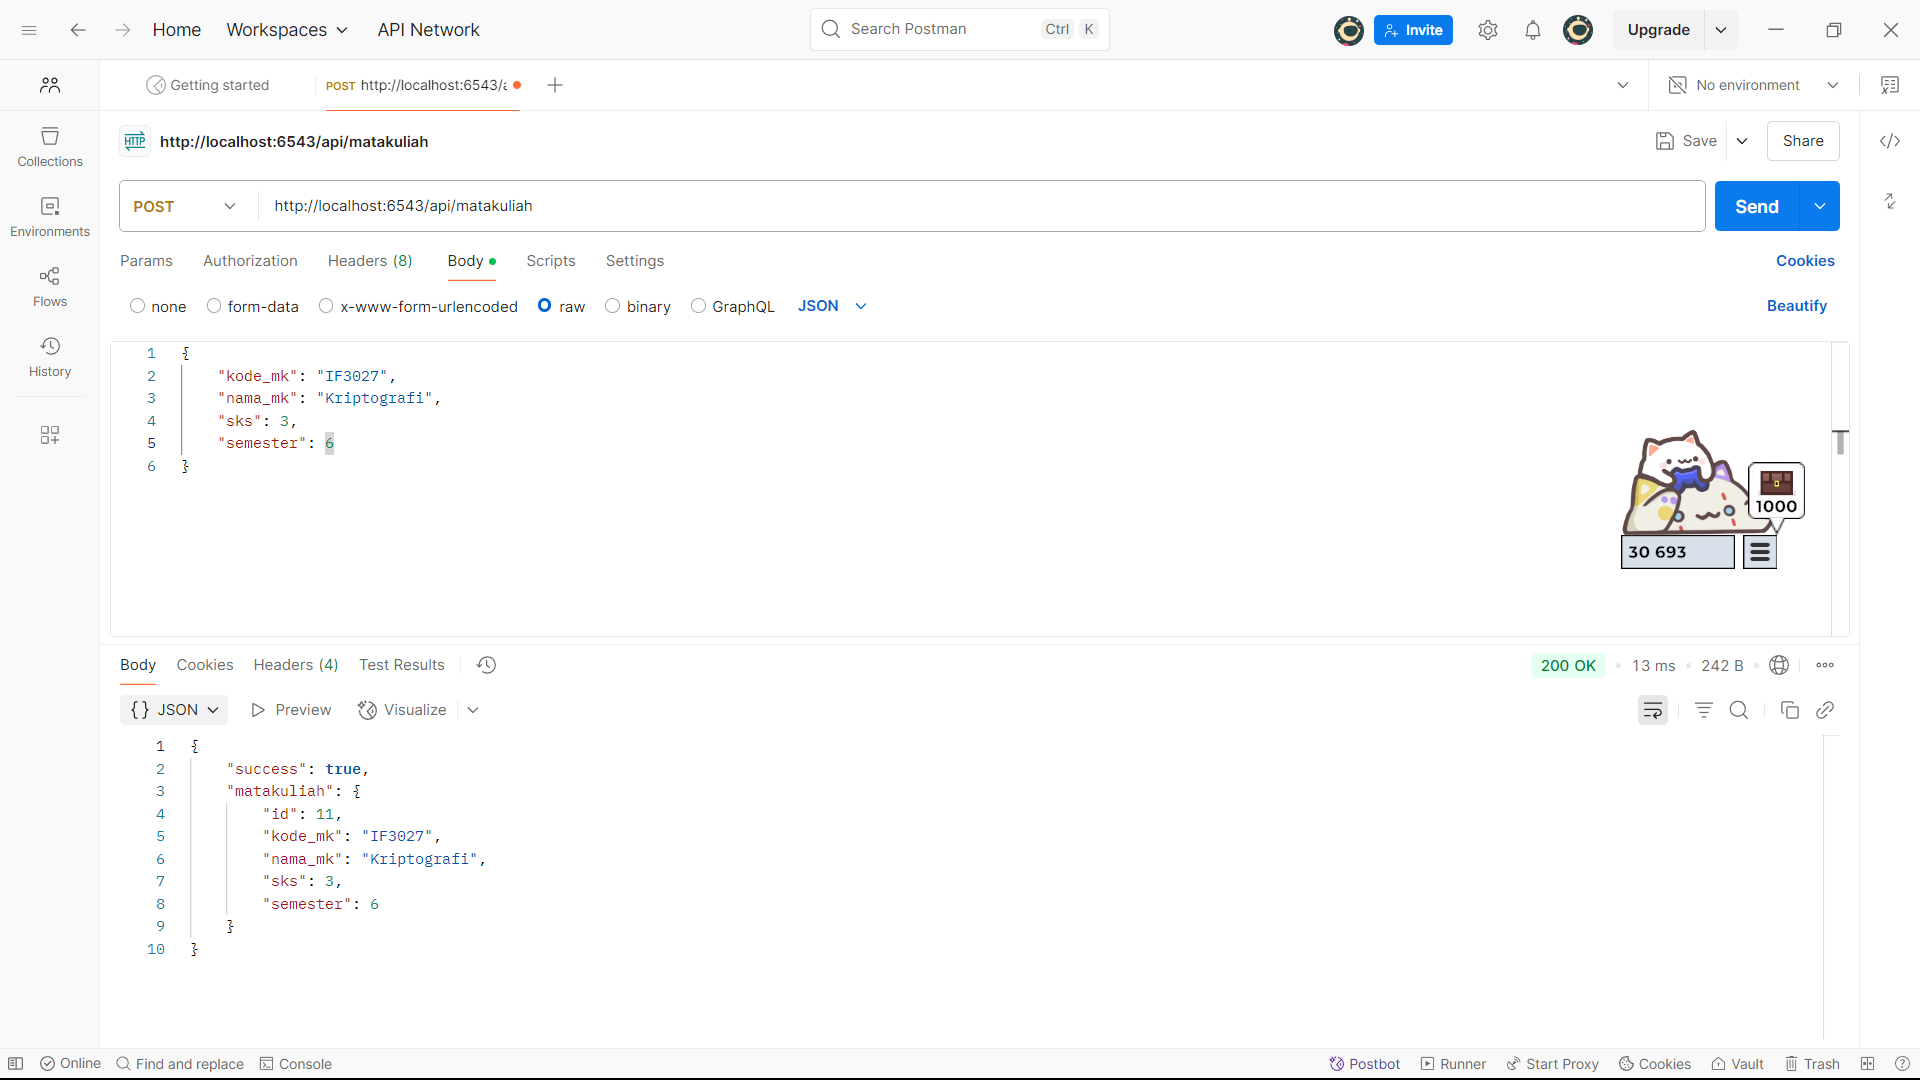 Home Workspaces API Network Search Postman Ctrl K Invite Upgrade
Getting started POST http://localhost:6543/ No environment
HTTP http://localhost:6543/api/matakuliah Save Share
POST http://localhost:6543/api/matakuliah Send
Params Authorization Headers (8) Body Scripts Settings Cookies
none form-data x-www-form-urlencoded raw binary GraphQL JSON Beautify
Collections
Environments
Flows
History
1 {
2 "kode_mk": "IF3027",
3 "nama_mk": "Kriptografi",
4 "sks": 3,
5 "semester": 6
6 }
1000
30 693
Body Cookies Headers (4) Test Results 200 OK 13 ms 242 B
{} JSON Preview Visualize
1 {
2 "success": true,
3 "matakuliah": {
4 "id": 11,
5 "kode_mk": "IF3027",
6 "nama_mk": "Kriptografi",
7 "sks": 3,
8 "semester": 6
9 }
10 }
Online Find and replace Console Postbot Runner Start Proxy Cookies Vault Trash